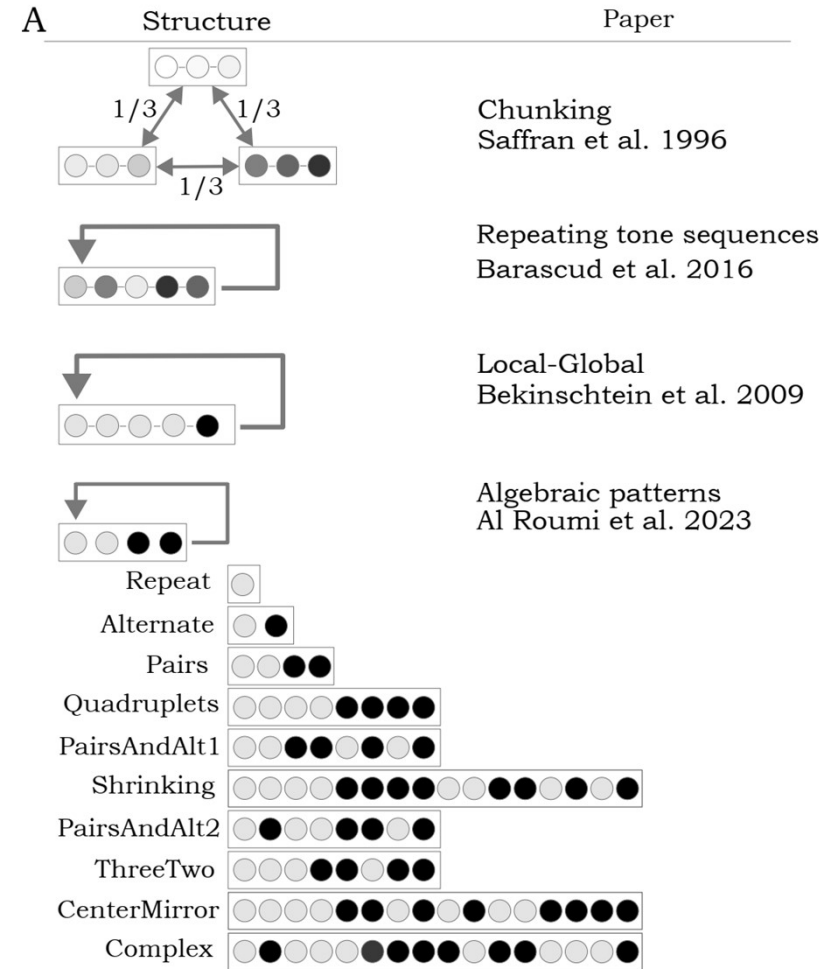 A
Structure Paper
1/3 1/3
1/3
Chunking
Saffran et al. 1996
Repeating tone sequences
Barascud et al. 2016
Local-Global
Bekinschtein et al. 2009
Algebraic patterns
Al Roumi et al. 2023
Repeat
Alternate
Pairs
Quadruplets
PairsAndAlt1
Shrinking
PairsAndAlt2
ThreeTwo
CenterMirror
Complex